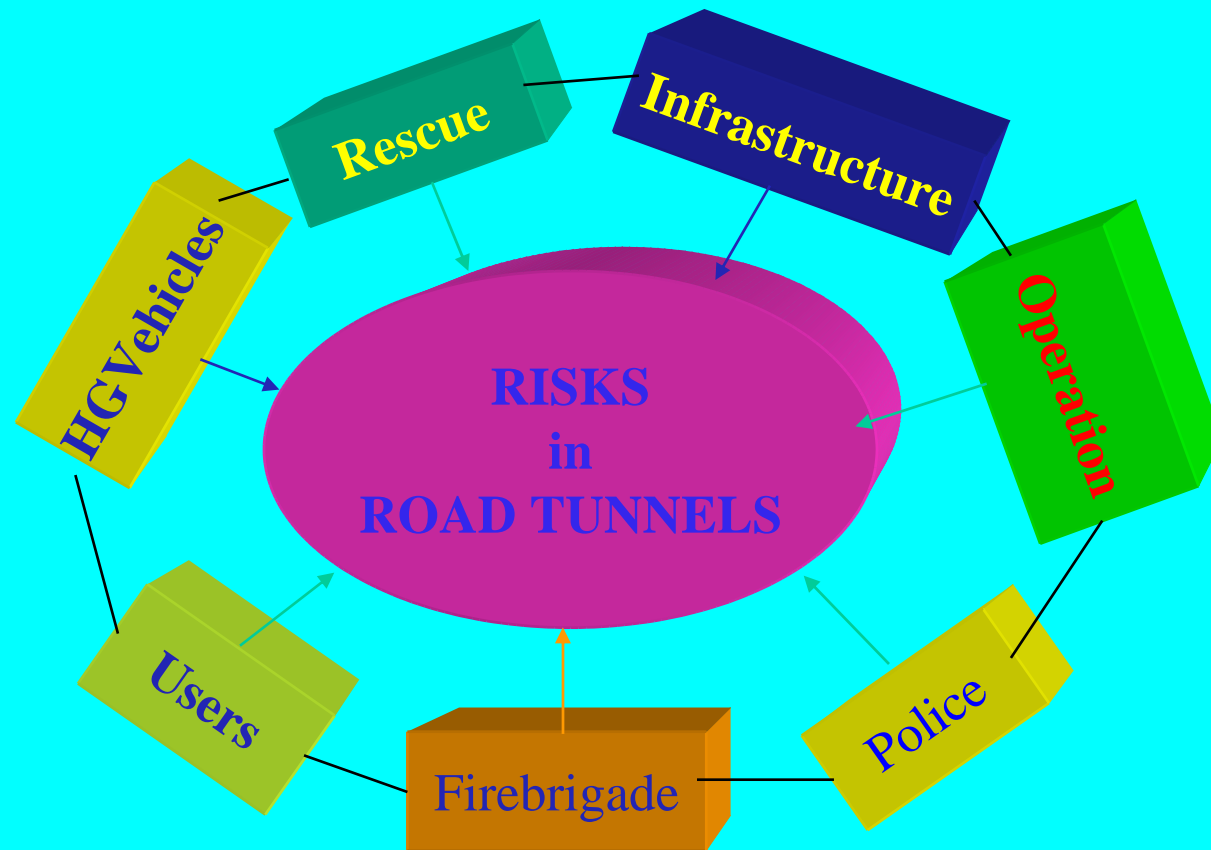 Rescue
Infrastructure
HGVehicles
Operation
RISKS
in
ROAD TUNNELS
Users
Police
Firebrigade